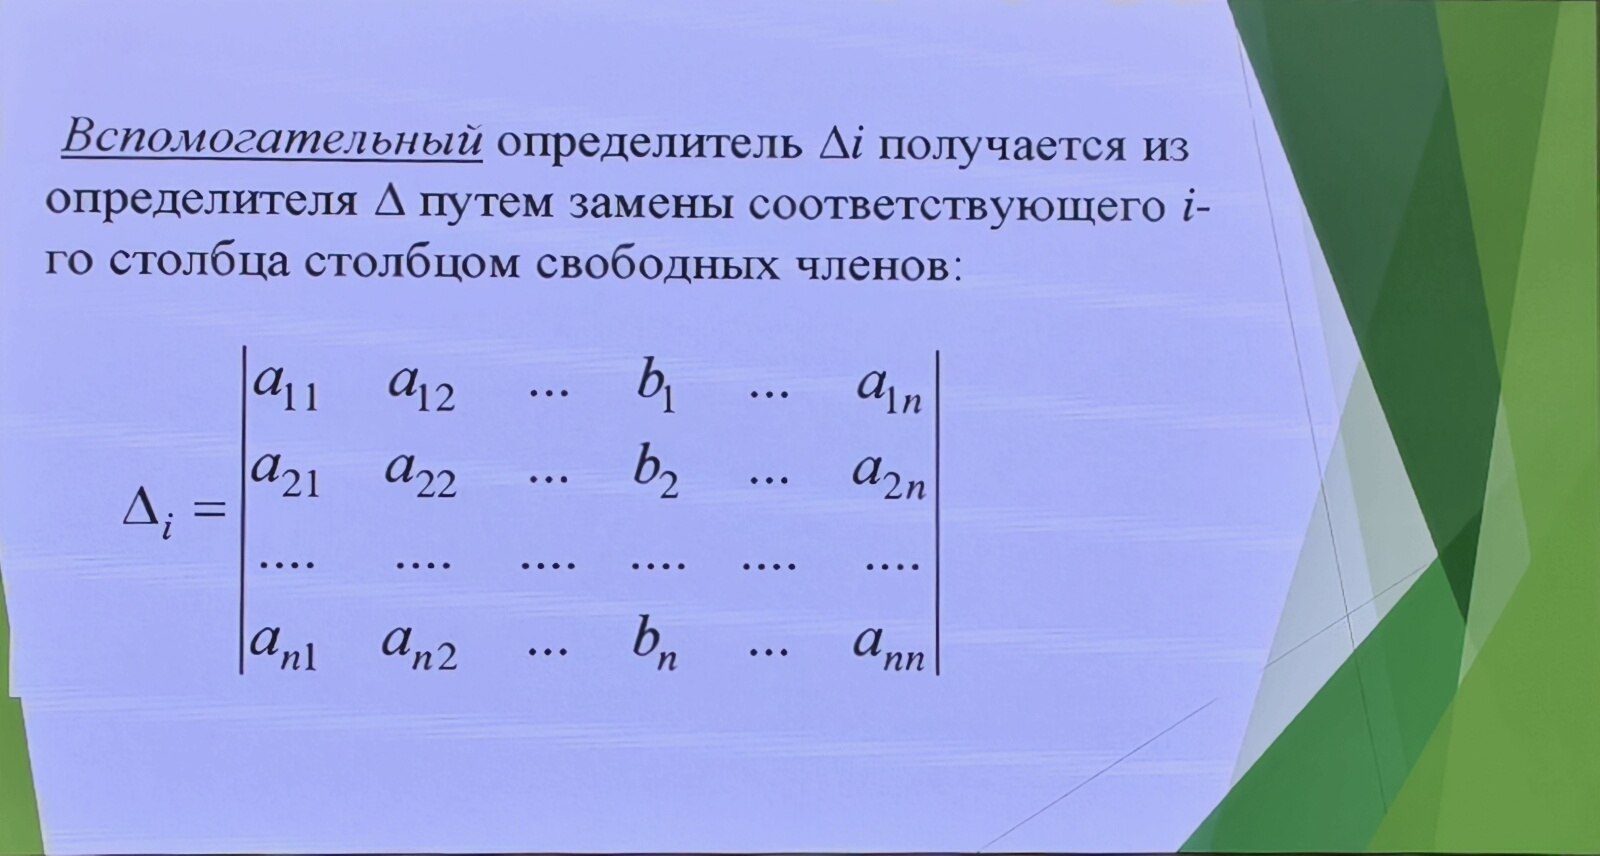 Вспомогательный определитель Δi получается из
определителя Δ путем замены соответствующего i-
го столбца столбцом свободных членов:
a₁₁ a₁₂ ... b₁ ... a₁ₙ
a₂₁ a₂₂ ... b₂ ... a₂ₙ
Δᵢ =
.... .... .... .... .... ....
aₙ₁ aₙ₂ ... bₙ ... aₙₙ